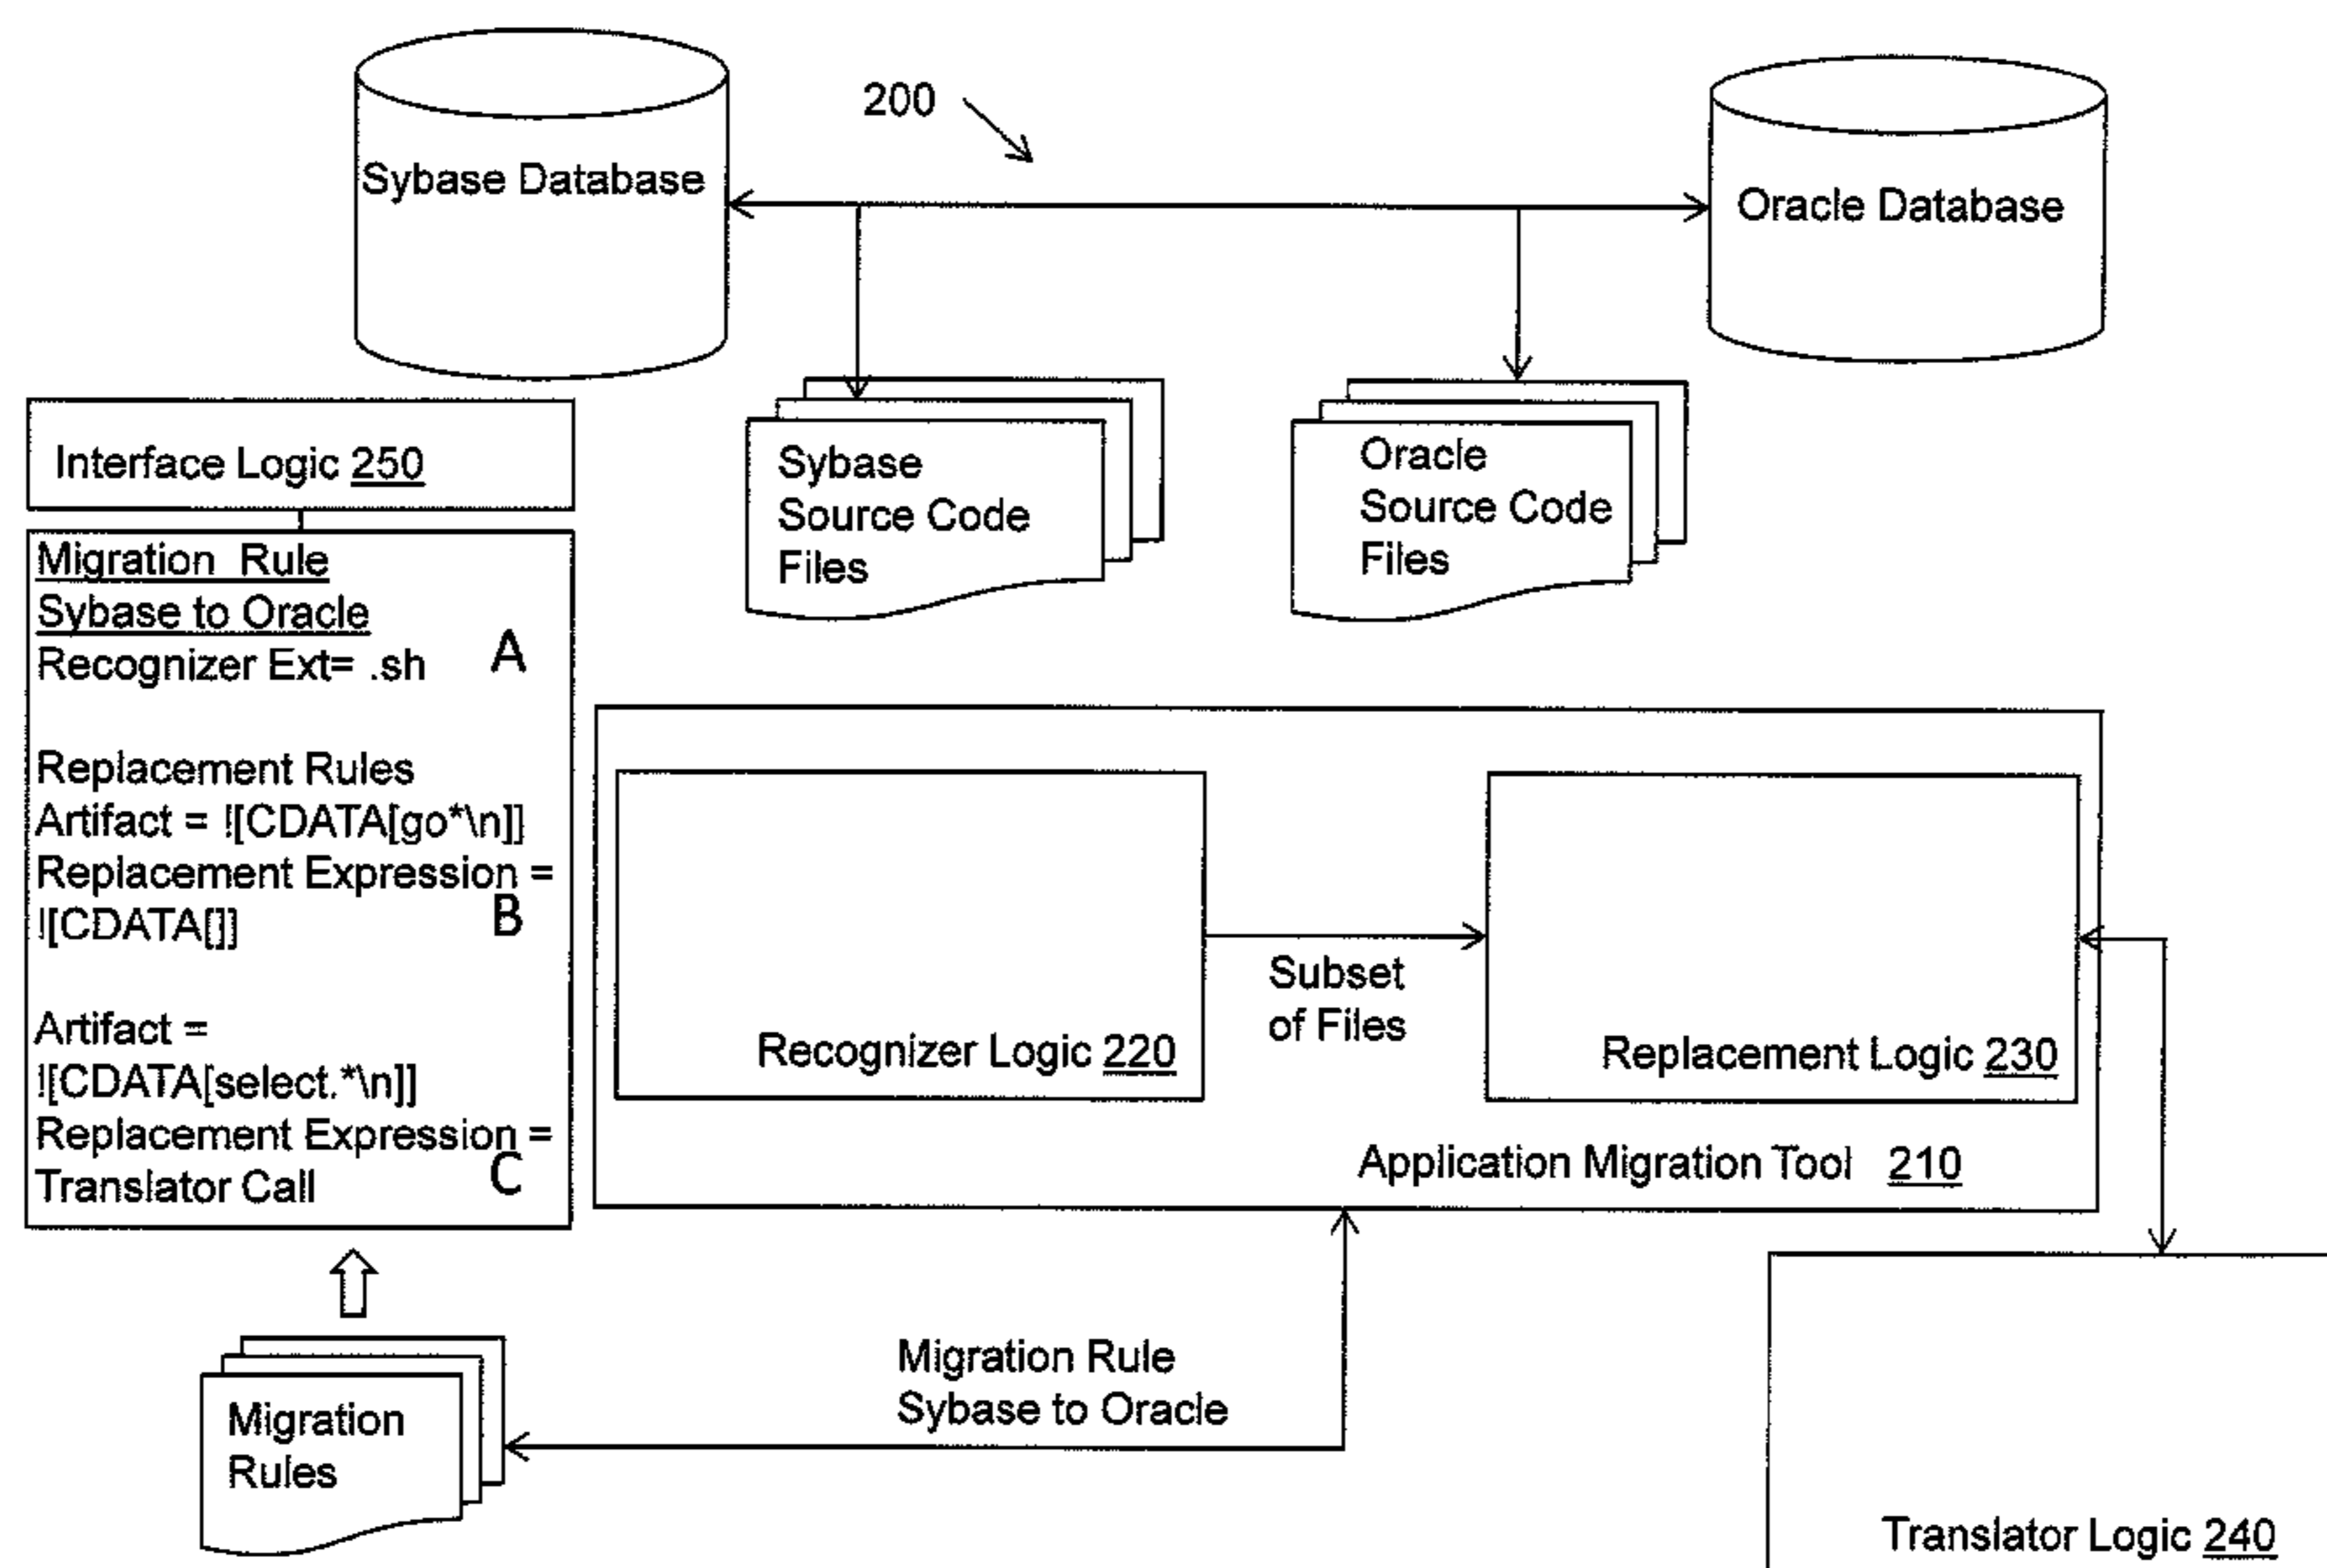 200
Sybase Database
Oracle Database
Interface Logic 250
Sybase
Source Code
Files
Oracle
Source Code
Files
Migration Rule
Sybase to Oracle
Recognizer Ext= .sh
A
Replacement Rules
Artifact = ![CDATA[go*\n]]
Replacement Expression =
![CDATA[]]
B
Artifact =
![CDATA[select.*\n]]
Replacement Expression =
Translator Call
C
Recognizer Logic 220
Subset
of Files
Replacement Logic 230
Application Migration Tool 210
Migration
Rules
Migration Rule
Sybase to Oracle
Translator Logic 240